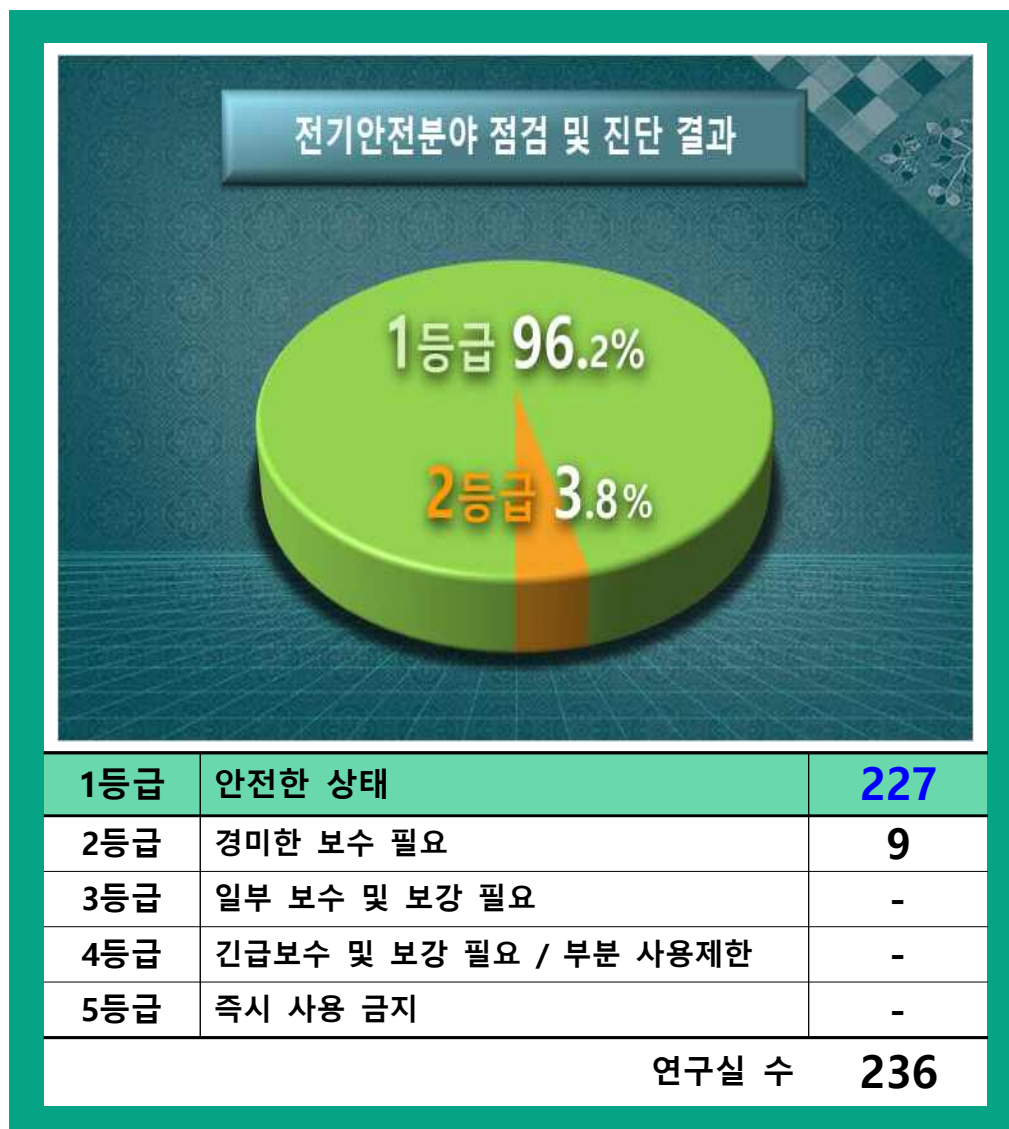 전기안전분야 점검 및 진단 결과
1등급 96.2%
2등급 3.8%
1등급 안전한 상태 227
2등급 경미한 보수 필요 9
3등급 일부 보수 및 보강 필요 -
4등급 긴급보수 및 보강 필요 / 부분 사용제한 -
5등급 즉시 사용 금지 -
연구실 수 236